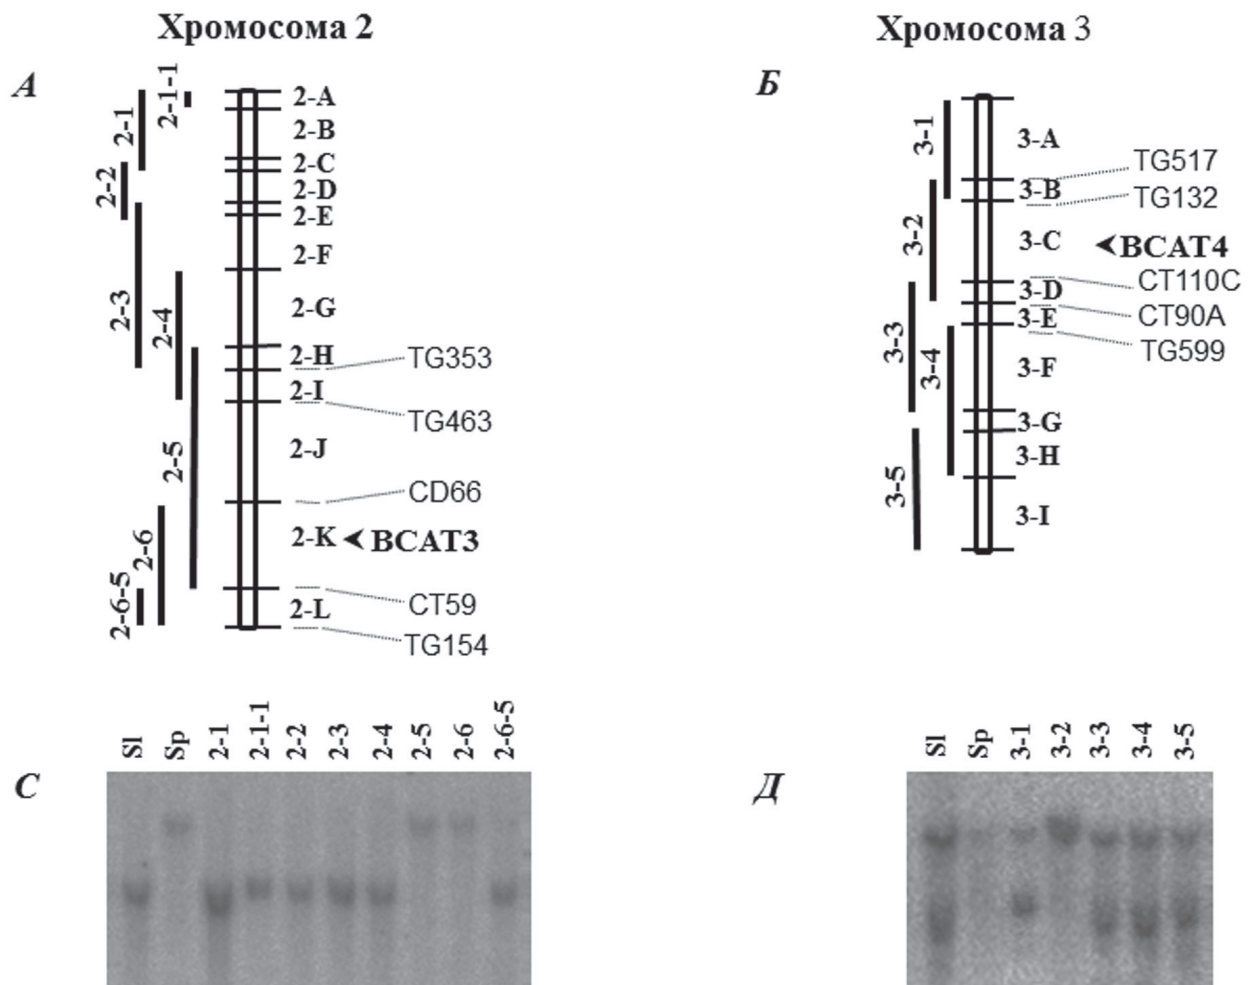 Хромосома 2
А
2-1
2-1-1
2-2
2-3
2-4
2-5
2-6
2-6-5
2-A
2-B
2-C
2-D
2-E
2-F
2-G
2-H
2-I
2-J
2-K
2-L
TG353
TG463
CD66
BCAT3
CT59
TG154
Хромосома 3
Б
3-1
3-2
3-3
3-4
3-5
3-A
3-B
3-C
3-D
3-E
3-F
3-G
3-H
3-I
TG517
TG132
BCAT4
CT110C
CT90A
TG599
С
Sl Sp 2-1 2-1-1 2-2 2-3 2-4 2-5 2-6 2-6-5
Д
Sl Sp 3-1 3-2 3-3 3-4 3-5